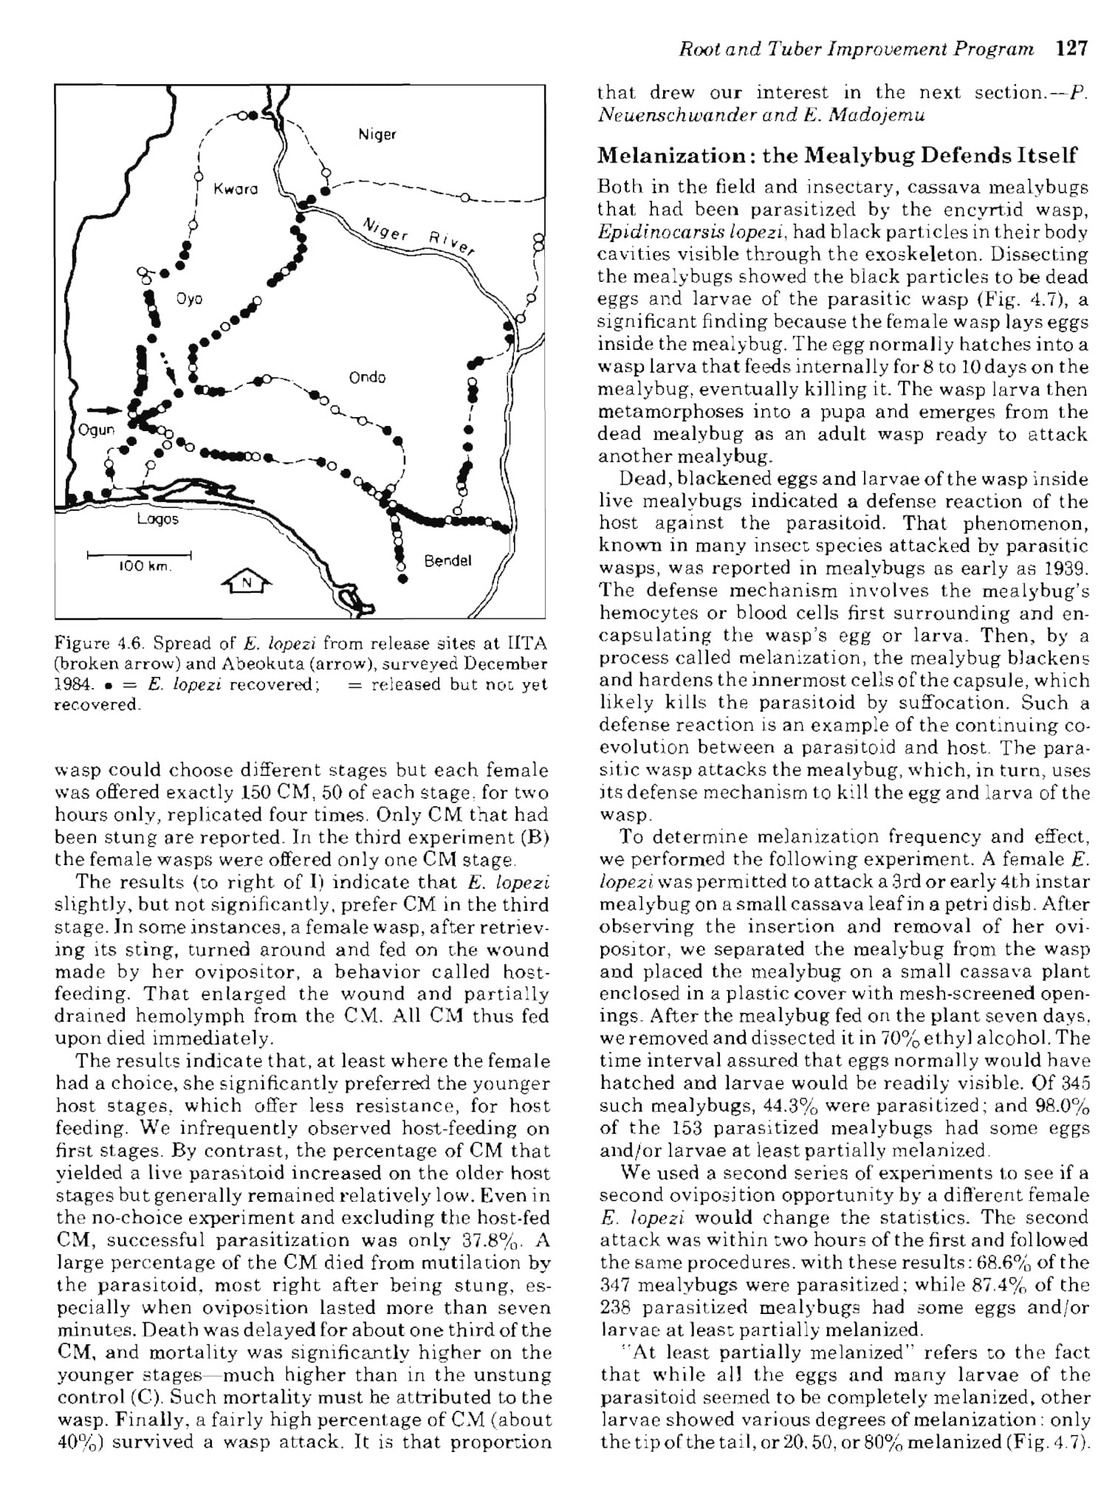 Root and Tuber Improvement Program 127
Niger
Kwara
Niger River
Oyo
Ondo
Ogun
Lagos
100 km.
N
Bendel
Figure 4.6. Spread of E. lopezi from release sites at IITA
(broken arrow) and Abeokuta (arrow), surveyed December
1984. • = E. lopezi recovered; = released but not yet
recovered.
wasp could choose different stages but each female
was offered exactly 150 CM, 50 of each stage, for two
hours only, replicated four times. Only CM that had
been stung are reported. In the third experiment (B)
the female wasps were offered only one CM stage.
The results (to right of I) indicate that E. lopezi
slightly, but not significantly, prefer CM in the third
stage. In some instances, a female wasp, after retriev-
ing its sting, turned around and fed on the wound
made by her ovipositor, a behavior called host-
feeding. That enlarged the wound and partially
drained hemolymph from the CM. All CM thus fed
upon died immediately.
The results indicate that, at least where the female
had a choice, she significantly preferred the younger
host stages, which offer less resistance, for host
feeding. We infrequently observed host-feeding on
first stages. By contrast, the percentage of CM that
yielded a live parasitoid increased on the older host
stages but generally remained relatively low. Even in
the no-choice experiment and excluding the host-fed
CM, successful parasitization was only 37.8%. A
large percentage of the CM died from mutilation by
the parasitoid, most right after being stung, es-
pecially when oviposition lasted more than seven
minutes. Death was delayed for about one third of the
CM, and mortality was significantly higher on the
younger stages—much higher than in the unstung
control (C). Such mortality must be attributed to the
wasp. Finally, a fairly high percentage of CM (about
40%) survived a wasp attack. It is that proportion
that drew our interest in the next section.--P.
Neuenschwander and E. Madojemu
Melanization: the Mealybug Defends Itself
Both in the field and insectary, cassava mealybugs
that had been parasitized by the encyrtid wasp,
Epidinocarsis lopezi, had black particles in their body
cavities visible through the exoskeleton. Dissecting
the mealybugs showed the black particles to be dead
eggs and larvae of the parasitic wasp (Fig. 4.7), a
significant finding because the female wasp lays eggs
inside the mealybug. The egg normally hatches into a
wasp larva that feeds internally for 8 to 10 days on the
mealybug, eventually killing it. The wasp larva then
metamorphoses into a pupa and emerges from the
dead mealybug as an adult wasp ready to attack
another mealybug.
Dead, blackened eggs and larvae of the wasp inside
live mealybugs indicated a defense reaction of the
host against the parasitoid. That phenomenon,
known in many insect species attacked by parasitic
wasps, was reported in mealybugs as early as 1939.
The defense mechanism involves the mealybug's
hemocytes or blood cells first surrounding and en-
capsulating the wasp's egg or larva. Then, by a
process called melanization, the mealybug blackens
and hardens the innermost cells of the capsule, which
likely kills the parasitoid by suffocation. Such a
defense reaction is an example of the continuing co-
evolution between a parasitoid and host. The para-
sitic wasp attacks the mealybug, which, in turn, uses
its defense mechanism to kill the egg and larva of the
wasp.
To determine melanization frequency and effect,
we performed the following experiment. A female E.
lopezi was permitted to attack a 3rd or early 4th instar
mealybug on a small cassava leaf in a petri dish. After
observing the insertion and removal of her ovi-
positor, we separated the mealybug from the wasp
and placed the mealybug on a small cassava plant
enclosed in a plastic cover with mesh-screened open-
ings. After the mealybug fed on the plant seven days,
we removed and dissected it in 70% ethyl alcohol. The
time interval assured that eggs normally would have
hatched and larvae would be readily visible. Of 345
such mealybugs, 44.3% were parasitized; and 98.0%
of the 153 parasitized mealybugs had some eggs
and/or larvae at least partially melanized.
We used a second series of experiments to see if a
second oviposition opportunity by a different female
E. lopezi would change the statistics. The second
attack was within two hours of the first and followed
the same procedures, with these results: 68.6% of the
347 mealybugs were parasitized; while 87.4% of the
238 parasitized mealybugs had some eggs and/or
larvae at least partially melanized.
"At least partially melanized" refers to the fact
that while all the eggs and many larvae of the
parasitoid seemed to be completely melanized, other
larvae showed various degrees of melanization: only
the tip of the tail, or 20, 50, or 80% melanized (Fig. 4.7).